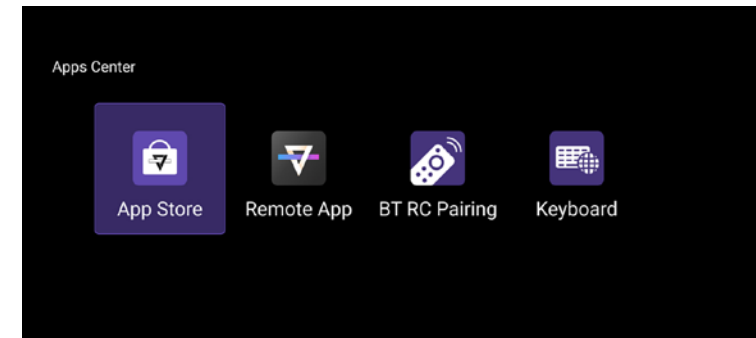 Apps Center
App Store
Remote App
BT RC Pairing
Keyboard